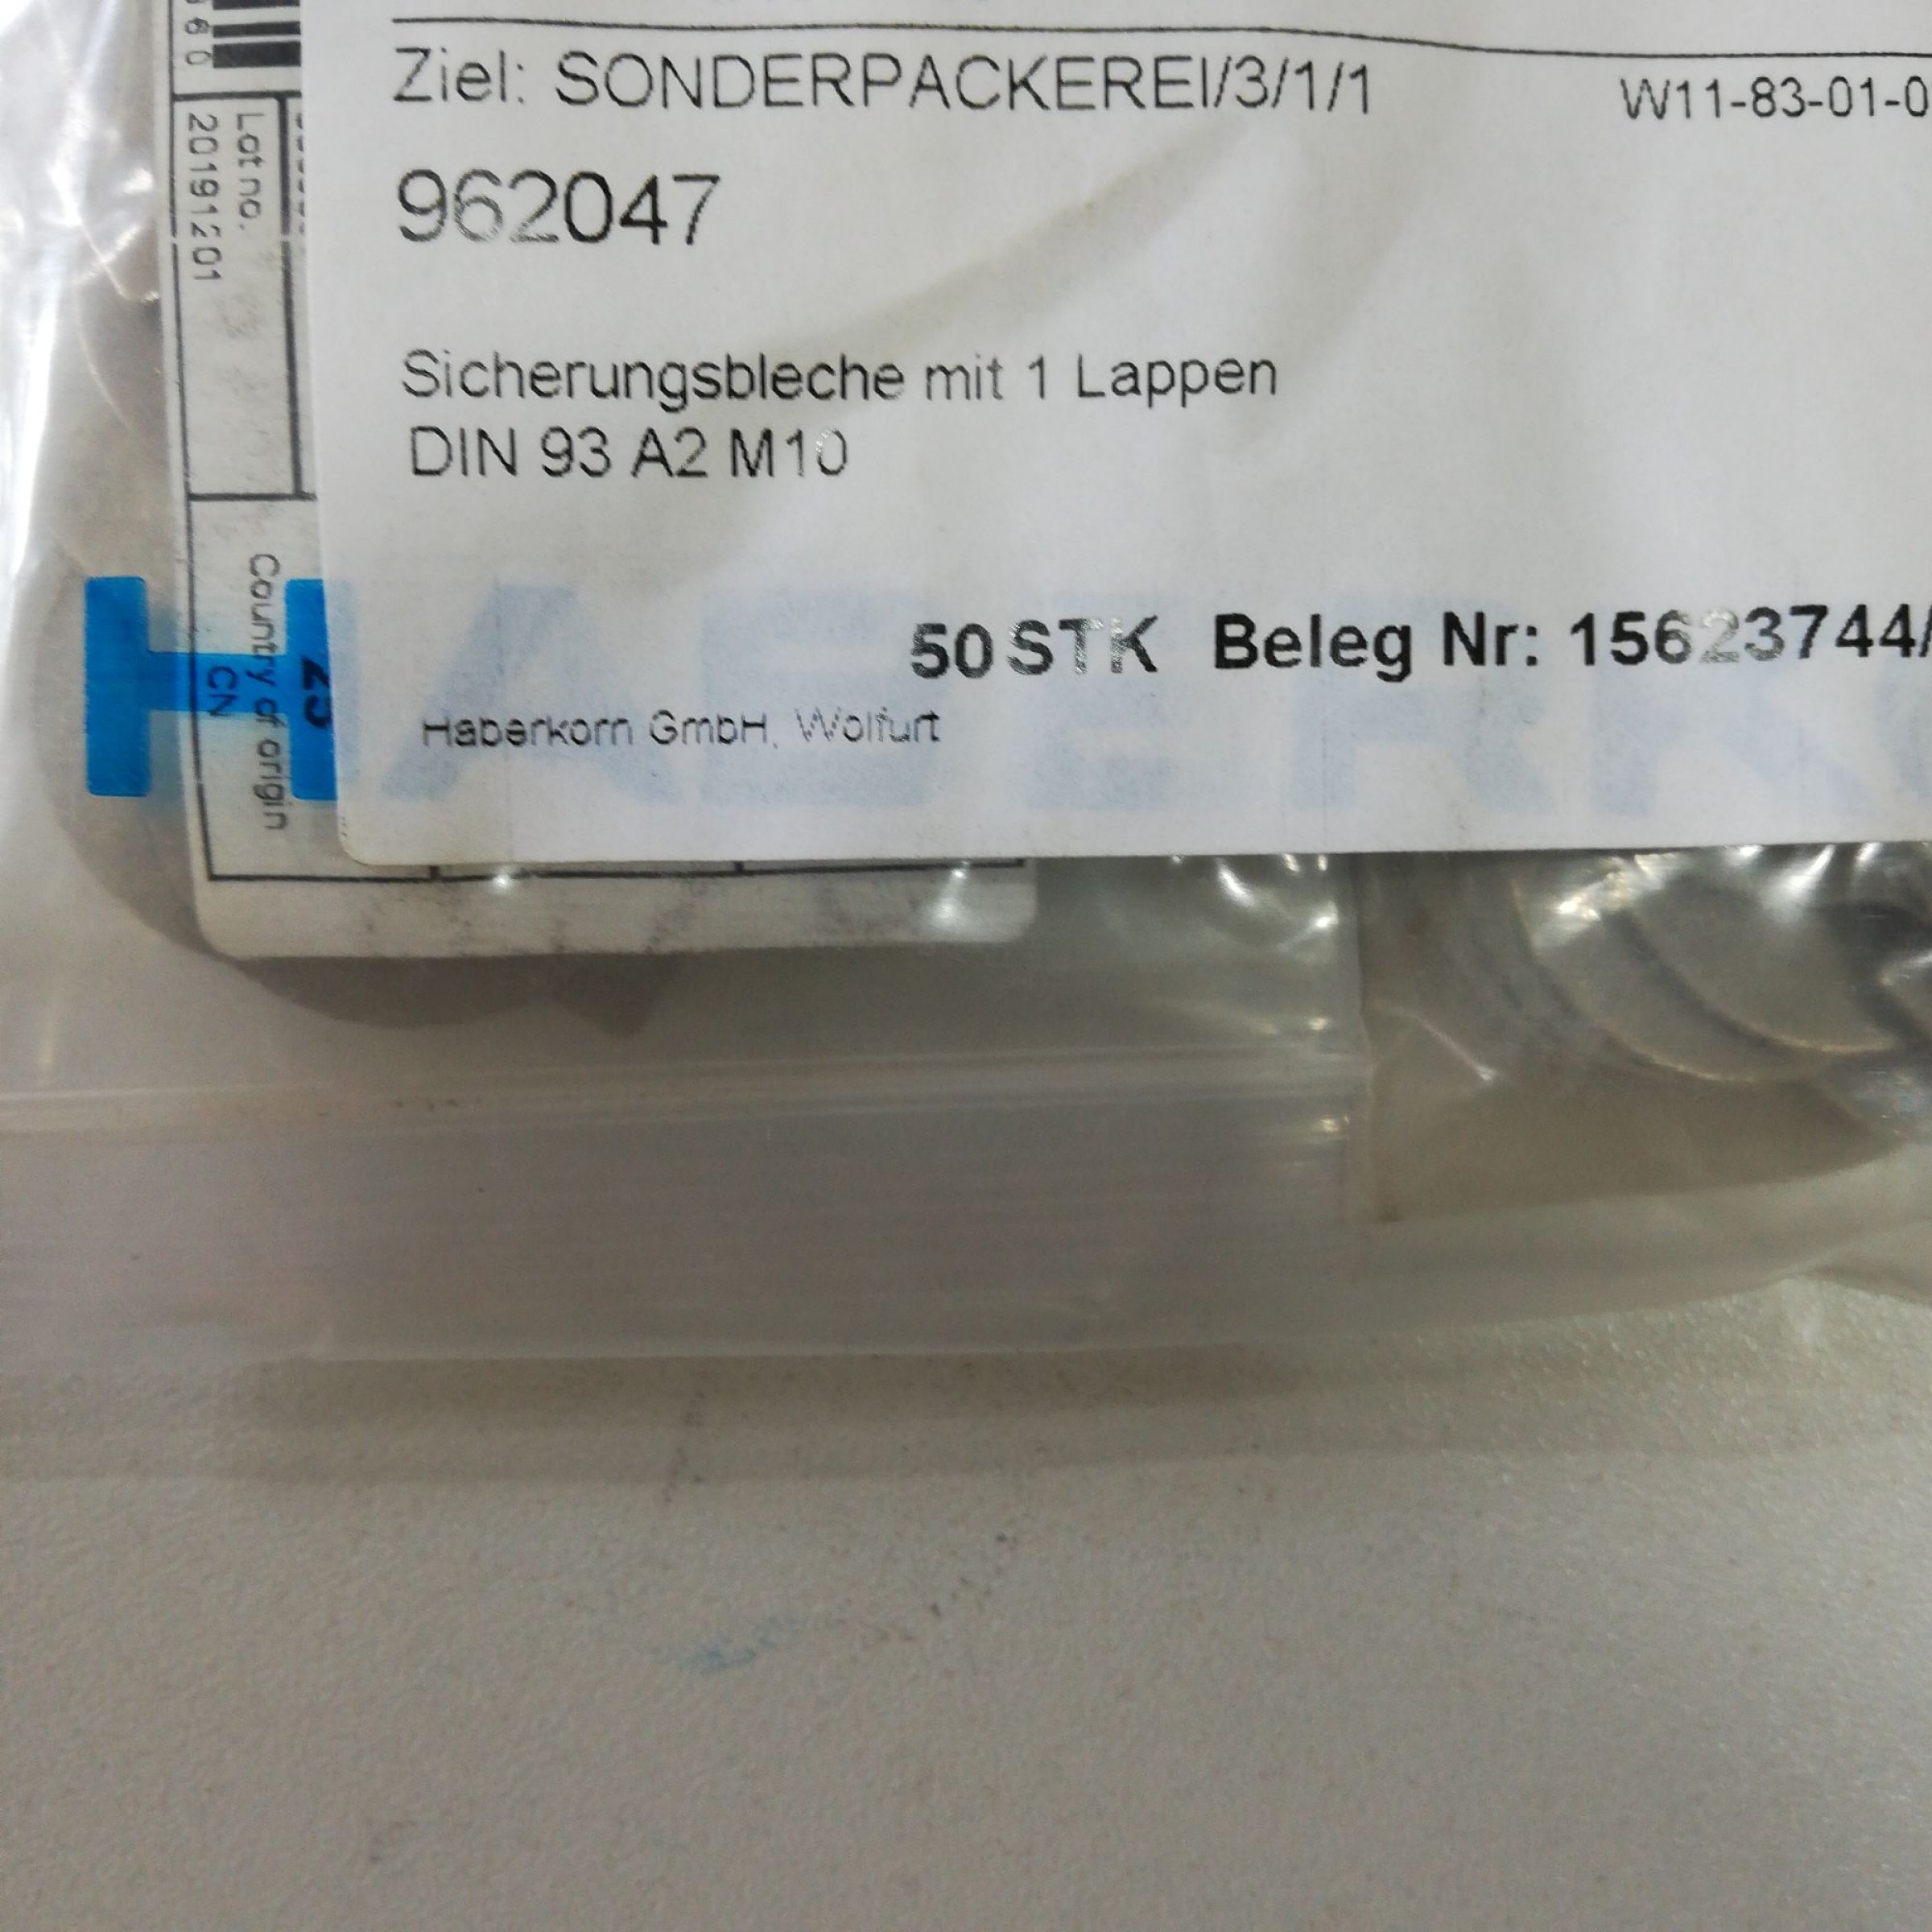 Ziel: SONDERPACKEREI/3/1/1 W11-83-01-0
962047
Sicherungsbleche mit 1 Lappen
DIN 93 A2 M10
50 STK Beleg Nr: 15623744/
Haberkorn GmbH, Wolfurt
Lot no.
20191201
Country of origin
CN
25